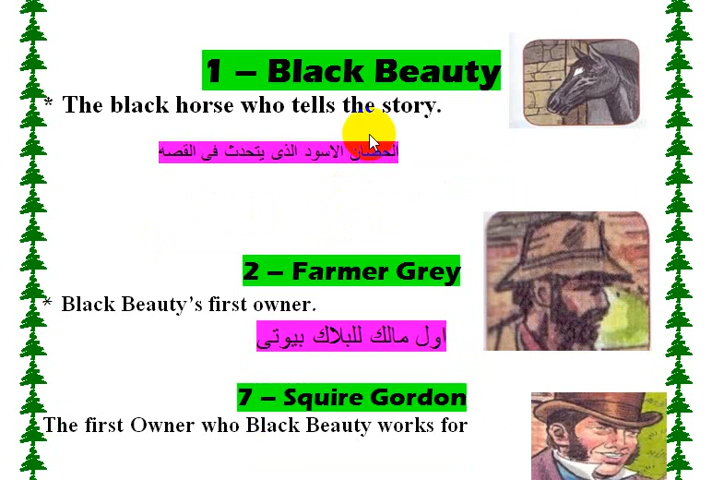 1 – Black Beauty
* The black horse who tells the story.
الحصان الاسود الذى يتحدث فى القصه
2 – Farmer Grey
* Black Beauty's first owner.
اول مالك للبلاك بيوتى
7 – Squire Gordon
The first Owner who Black Beauty works for